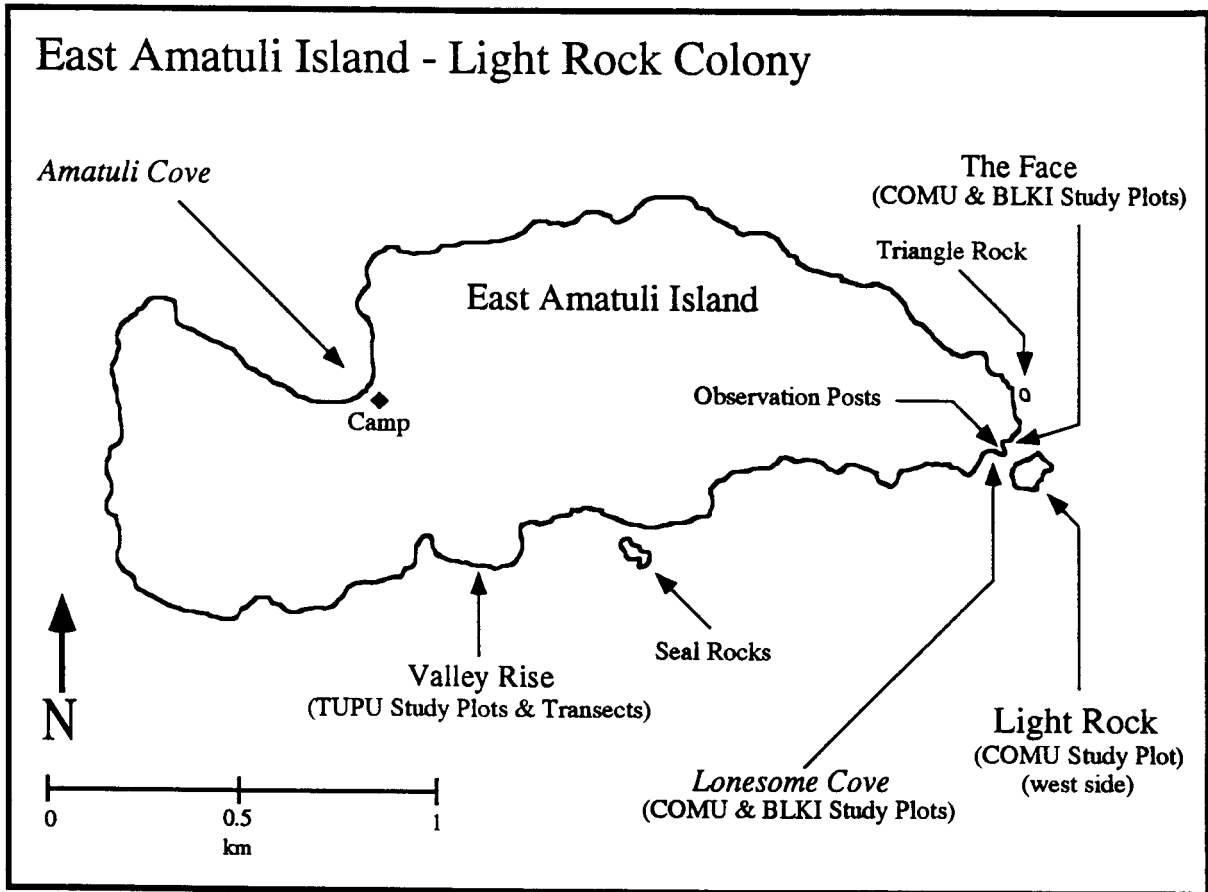 East Amatuli Island - Light Rock Colony
Amatuli Cove
The Face
(COMU & BLKI Study Plots)
Triangle Rock
East Amatuli Island
Observation Posts
Camp
Seal Rocks
Valley Rise
(TUPU Study Plots & Transects)
N
Light Rock
(COMU Study Plot)
(west side)
Lonesome Cove
(COMU & BLKI Study Plots)
0 0.5 1
km